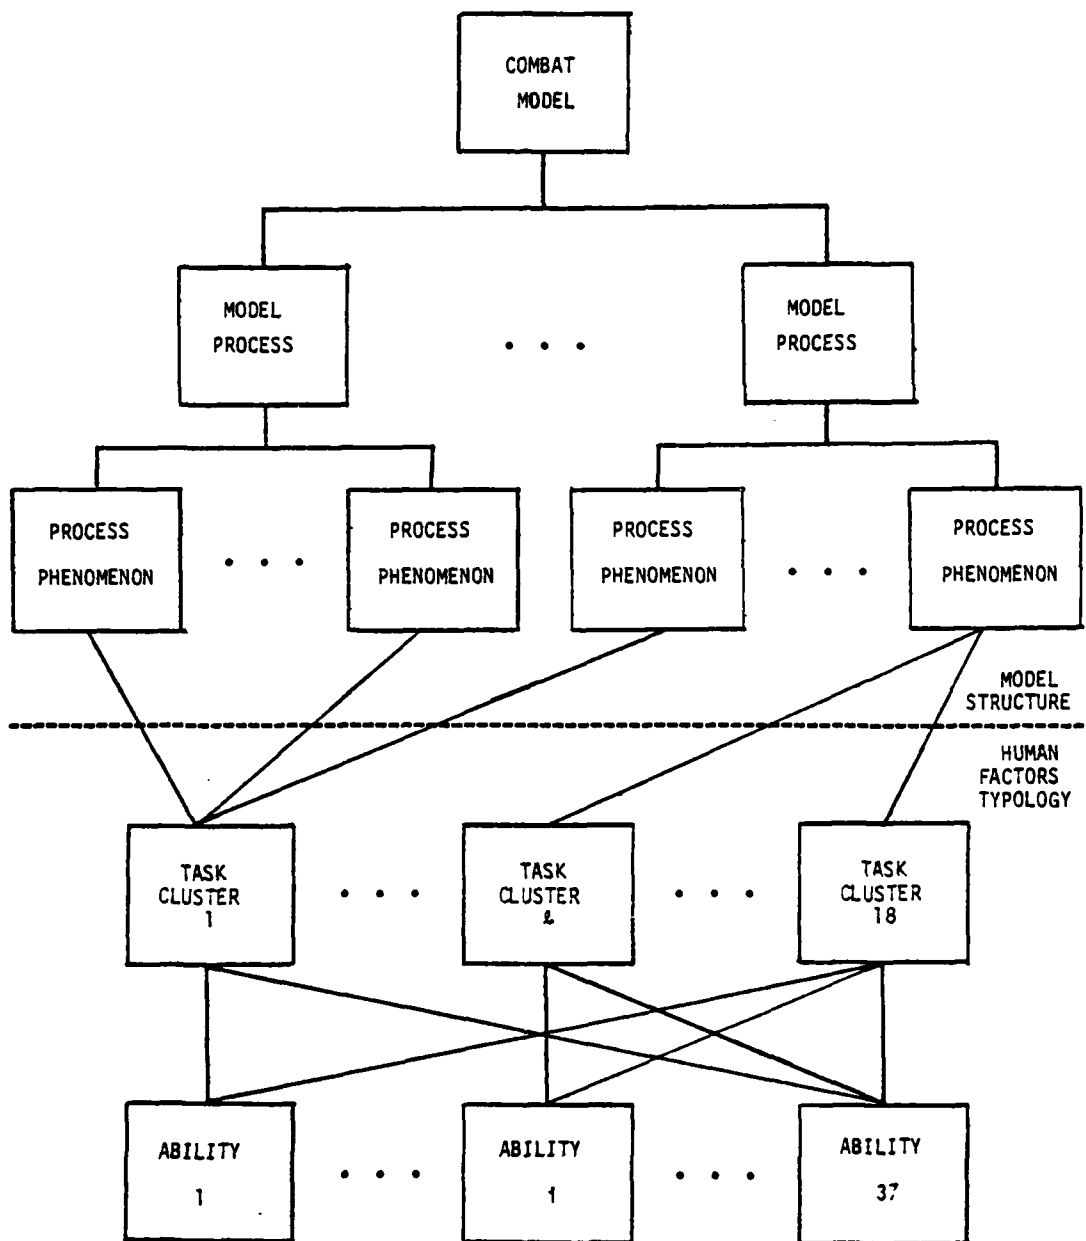 COMBAT
MODEL
MODEL
PROCESS
MODEL
PROCESS
PROCESS
PHENOMENON
PROCESS
PHENOMENON
PROCESS
PHENOMENON
PROCESS
PHENOMENON
MODEL
STRUCTURE
HUMAN
FACTORS
TYPOLOGY
TASK
CLUSTER
1
TASK
CLUSTER
TASK
CLUSTER
18
ABILITY
1
ABILITY
ABILITY
37